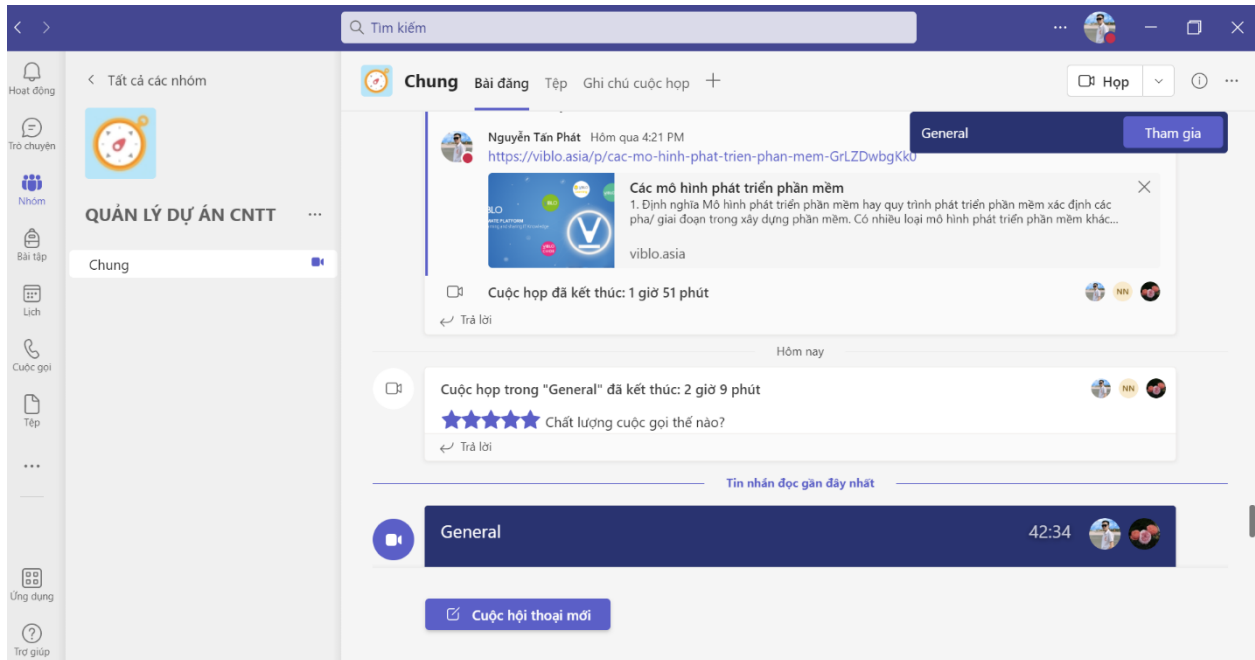 Tìm kiếm
Hoạt động
Trò chuyện
Nhóm
Bài tập
Lịch
Cuộc gọi
Tệp
Ứng dụng
Trợ giúp
Tất cả các nhóm
QUẢN LÝ DỰ ÁN CNTT
Chung
Chung Bài đăng Tệp Ghi chú cuộc họp
Họp
General Tham gia
Nguyễn Tấn Phát Hôm qua 4:21 PM
https://viblo.asia/p/cac-mo-hinh-phat-trien-phan-mem-GrLZDwbgKk0
Các mô hình phát triển phần mềm
1. Định nghĩa Mô hình phát triển phần mềm hay quy trình phát triển phần mềm xác định các
pha/ giai đoạn trong xây dựng phần mềm. Có nhiều loại mô hình phát triển phần mềm khác...
viblo.asia
Cuộc họp đã kết thúc: 1 giờ 51 phút
NN
Trả lời
Hôm nay
Cuộc họp trong "General" đã kết thúc: 2 giờ 9 phút
NN
Chất lượng cuộc gọi thế nào?
Trả lời
Tin nhắn đọc gần đây nhất
General 42:34
Cuộc hội thoại mới